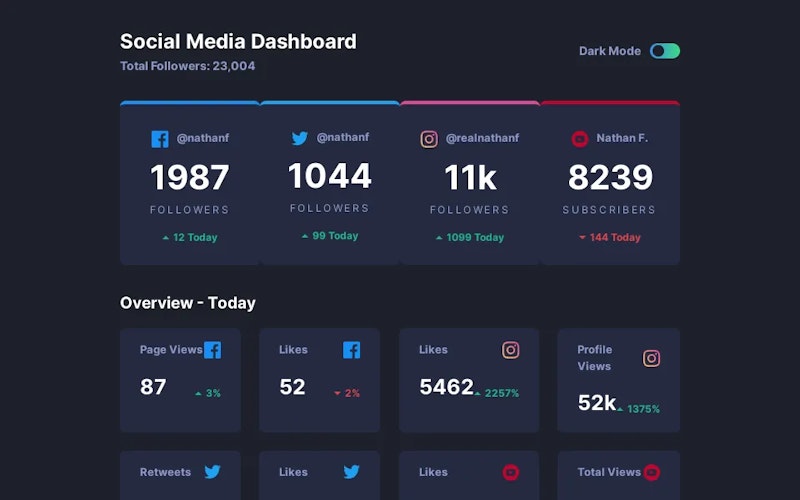 Social Media Dashboard
Total Followers: 23,004
Dark Mode
@nathanf
1987
FOLLOWERS
12 Today
@nathanf
1044
FOLLOWERS
99 Today
@realnathanf
11k
FOLLOWERS
1099 Today
Nathan F.
8239
SUBSCRIBERS
144 Today
Overview - Today
Page Views
87
3%
Likes
52
2%
Likes
5462
2257%
Profile
Views
52k
1375%
Retweets
Likes
Likes
Total Views